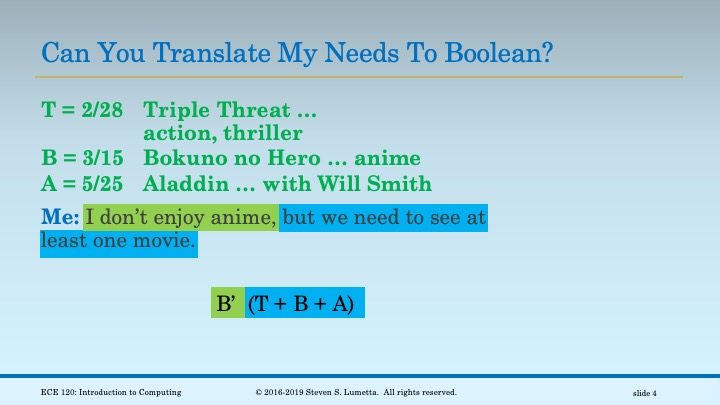 Can You Translate My Needs To Boolean?
T = 2/28 Triple Threat …
action, thriller
B = 3/15 Bokuno no Hero … anime
A = 5/25 Aladdin … with Will Smith
Me: I don’t enjoy anime, but we need to see at
least one movie.
B’ (T + B + A)
ECE 120: Introduction to Computing © 2016-2019 Steven S. Lumetta. All rights reserved. slide 4